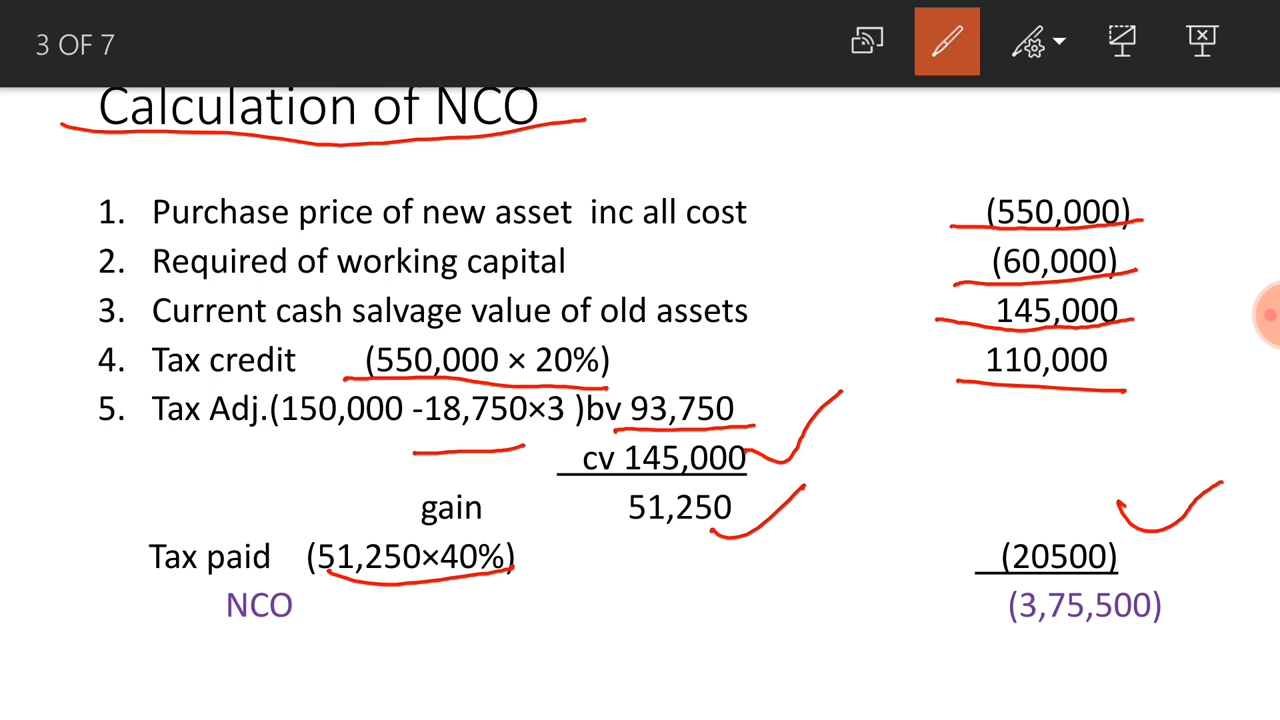 3 OF 7
Calculation of NCO
1. Purchase price of new asset inc all cost (550,000)
2. Required of working capital (60,000)
3. Current cash salvage value of old assets 145,000
4. Tax credit (550,000 × 20%) 110,000
5. Tax Adj.(150,000 -18,750×3 )bv 93,750
cv 145,000
gain 51,250
Tax paid (51,250×40%) (20500)
NCO (3,75,500)